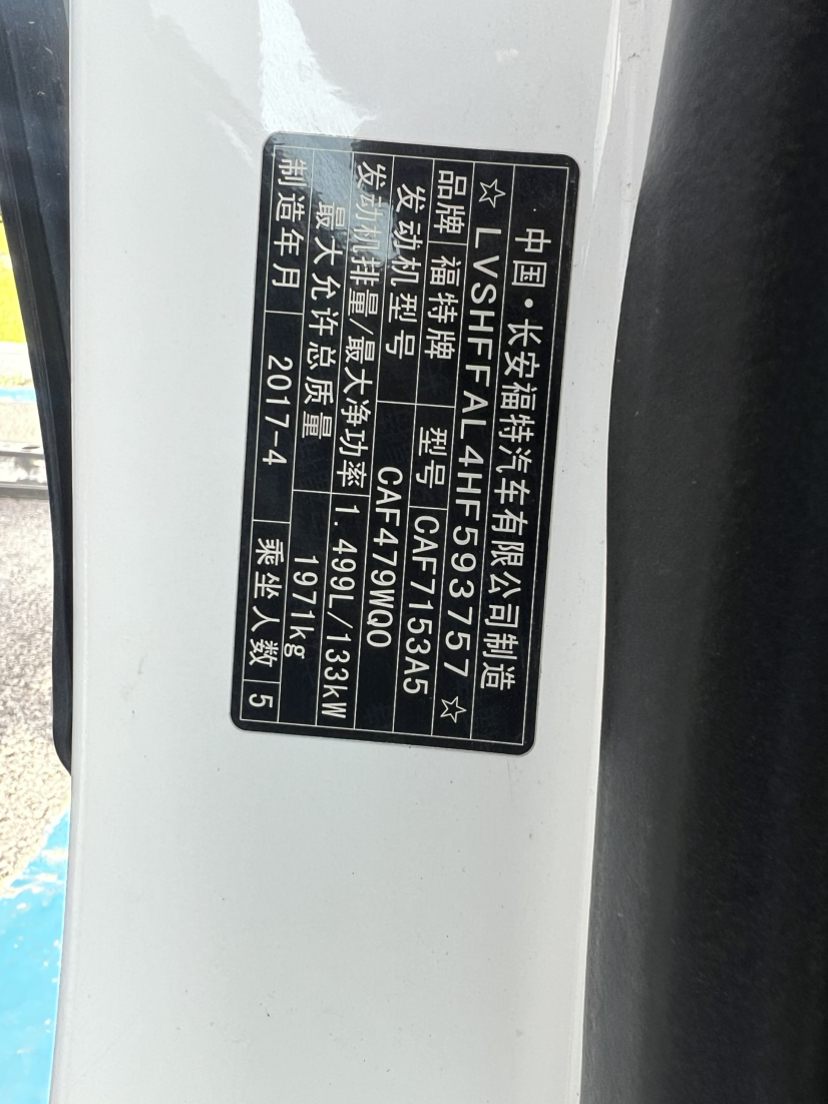 中国·长安福特汽车有限公司制造
☆LVSHFFAL4HF593757☆
品牌 福特牌 型号 CAF7153A5
发动机型号 CAF479WQ0
发动机排量/最大净功率 1.499L/133kW
最大允许总质量 1971kg
制造年月 2017-4 乘坐人数 5